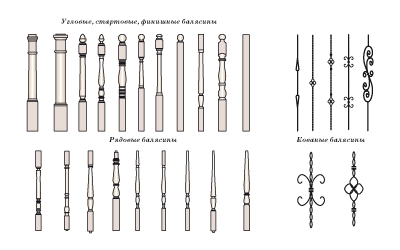 Угловые, стартовые, финишные балясины
Рядовые балясины
Кованые балясины